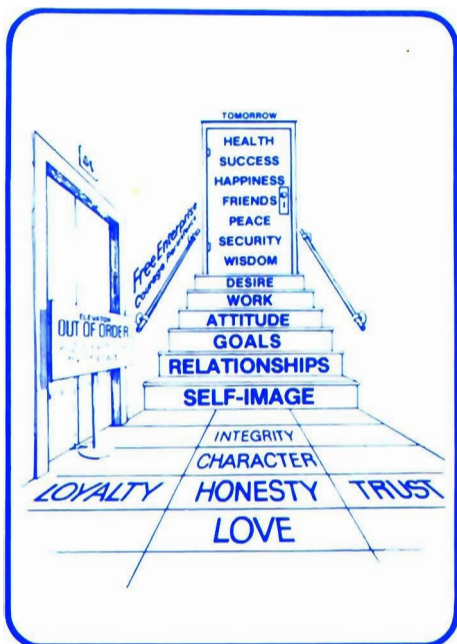 TOMORROW
HEALTH
SUCCESS
HAPPINESS
FRIENDS
PEACE
SECURITY
WISDOM
Free Enterprise
DESIRE
WORK
ATTITUDE
GOALS
RELATIONSHIPS
SELF-IMAGE
ELEVATOR
OUT OF ORDER
INTEGRITY
CHARACTER
LOYALTY HONESTY TRUST
LOVE